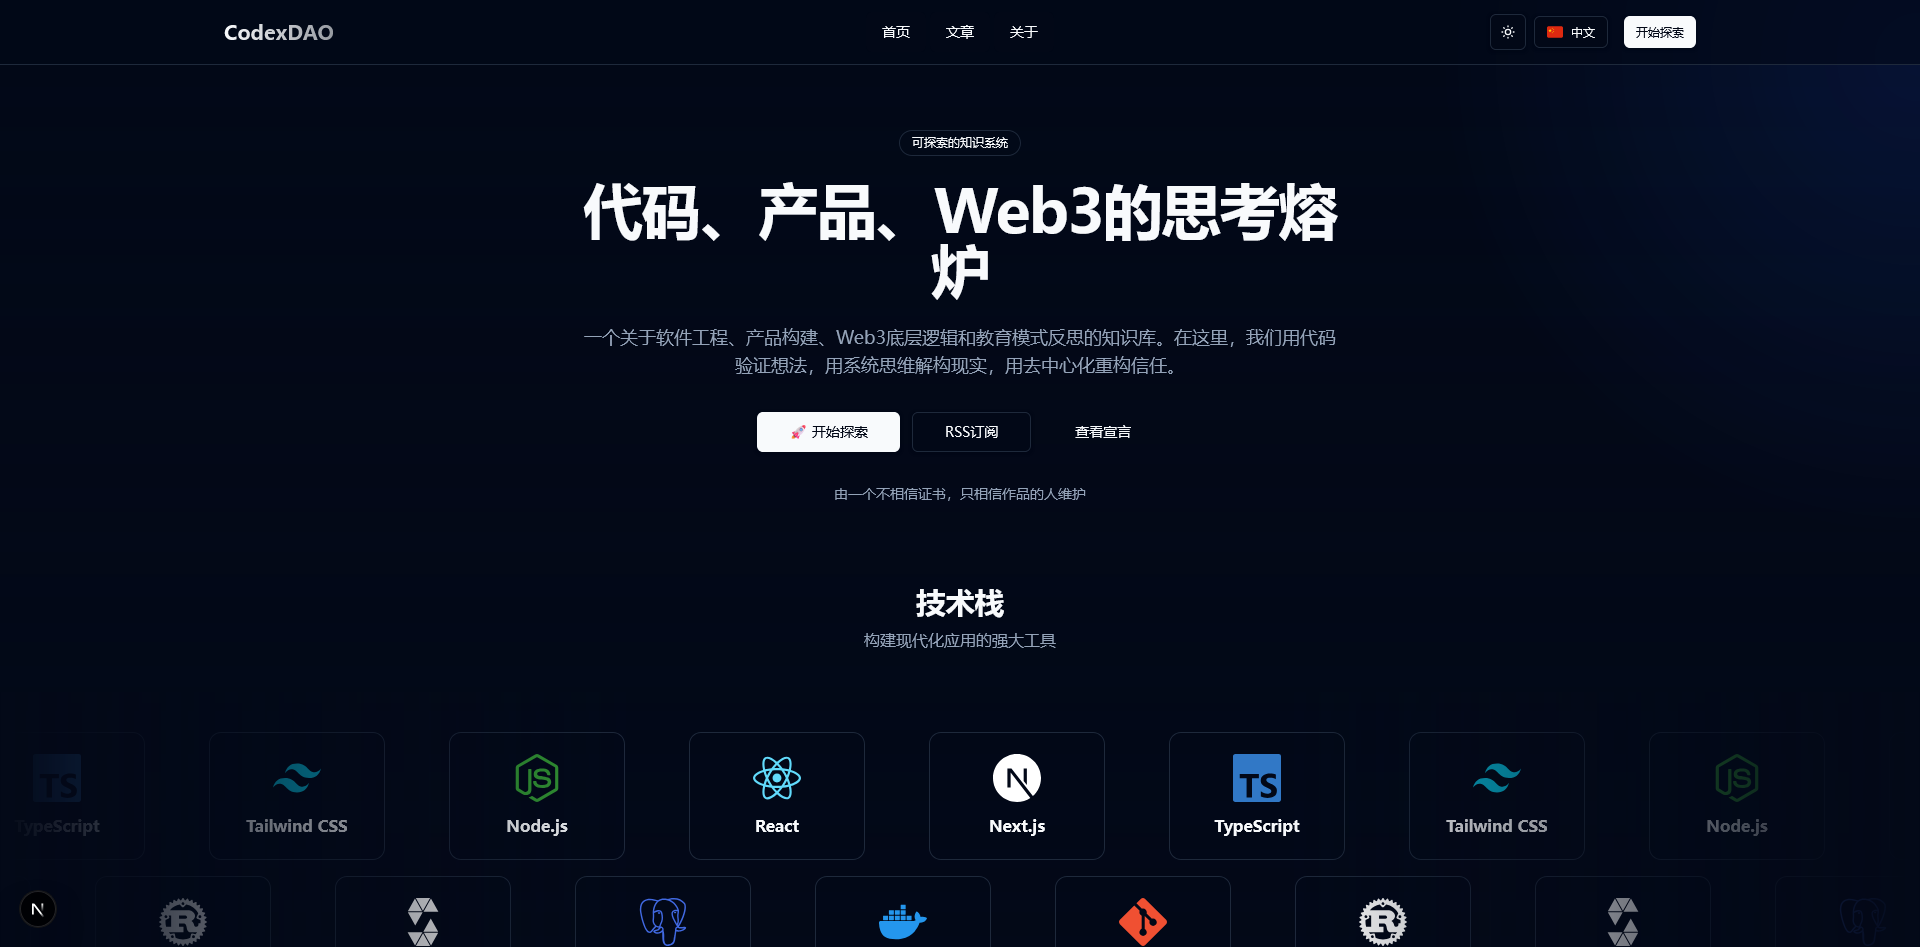 CodexDAO
首页
文章
关于
中文
开始探索
可探索的知识系统
代码、产品、Web3的思考熔
炉
一个关于软件工程、产品构建、Web3底层逻辑和教育模式反思的知识库。在这里，我们用代码
验证想法，用系统思维解构现实，用去中心化重构信任。
🚀 开始探索
RSS订阅
查看宣言
由一个不相信证书，只相信作品的人维护
技术栈
构建现代化应用的强大工具
TS
JS
N
TS
JS
TypeScript
Tailwind CSS
Node.js
React
Next.js
TypeScript
Tailwind CSS
Node.js
N
R
R